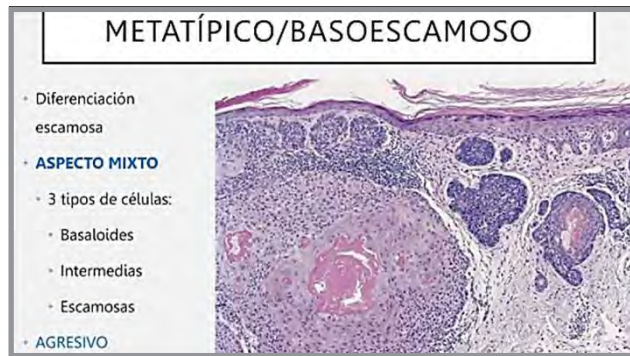 METATÍPICO/BASOESCAMOSO
Diferenciación
escamosa
ASPECTO MIXTO
3 tipos de células:
Basaloides
Intermedias
Escamosas
AGRESIVO